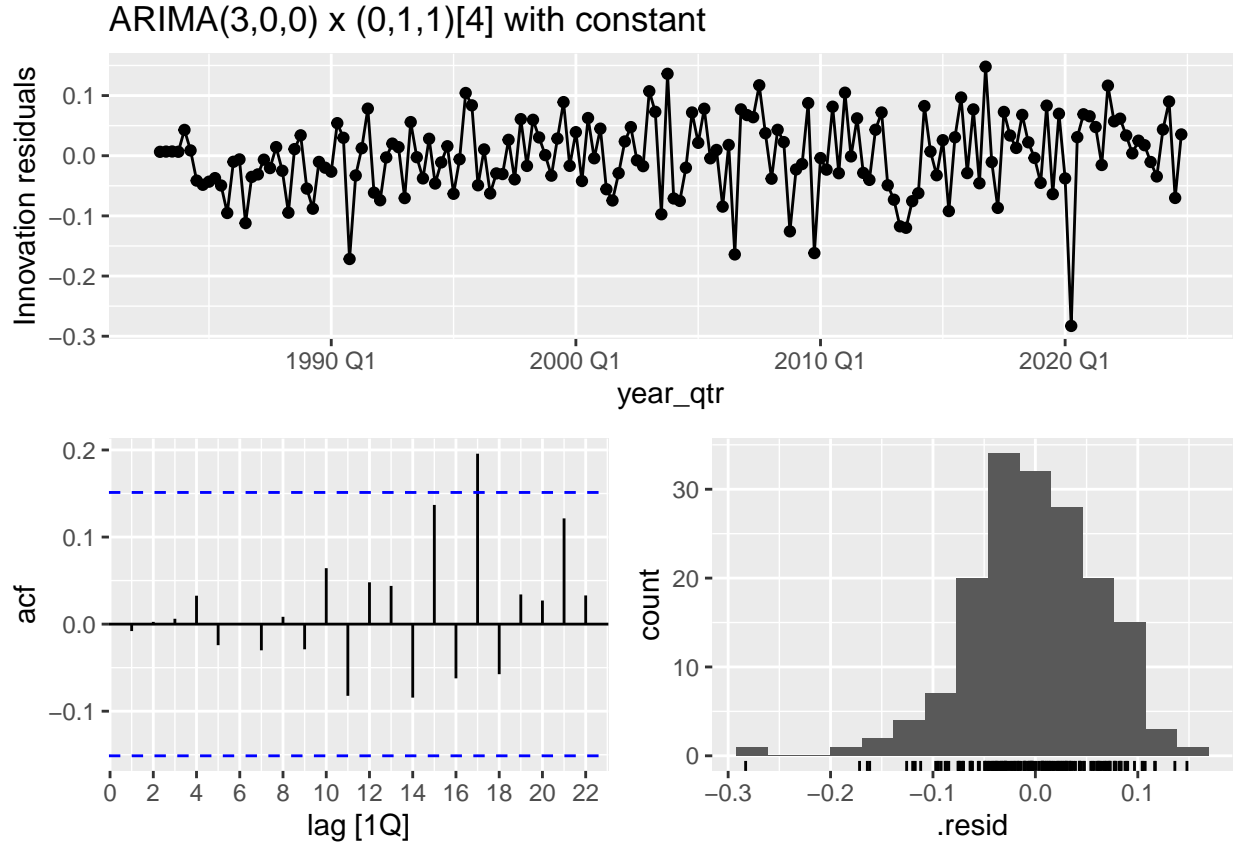 ARIMA(3,0,0) x (0,1,1)[4] with constant
Innovation residuals
0.1
0.0
−0.1
−0.2
−0.3
1990 Q1 2000 Q1 2010 Q1 2020 Q1
year_qtr
acf
0.2
0.1
0.0
−0.1
0 2 4 6 8 10 12 14 16 18 20 22
lag [1Q]
count
30
20
10
0
−0.3 −0.2 −0.1 0.0 0.1
.resid